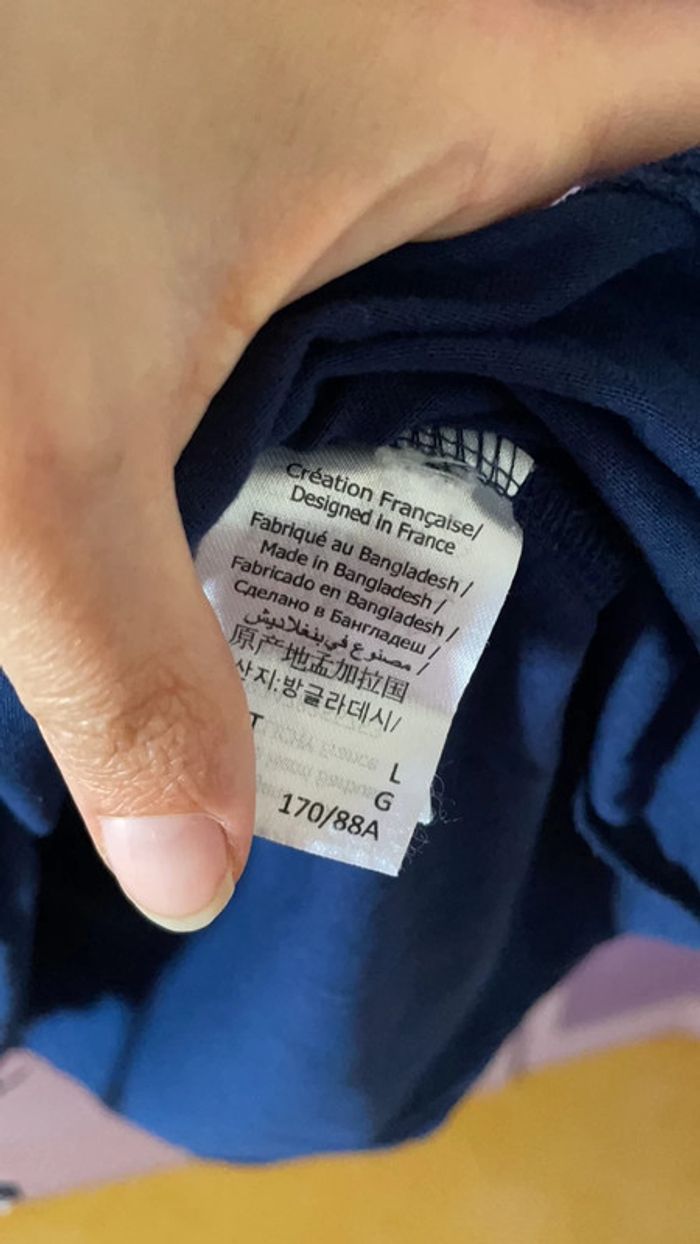 Création Française/
Designed in France
Fabriqué au Bangladesh /
Made in Bangladesh /
Fabricado en Bangladesh /
Сделано в Бангладеш /
مصنوع في بنغلاديش /
原产地孟加拉国
산지:방글라데시/
T
L
G
170/88A